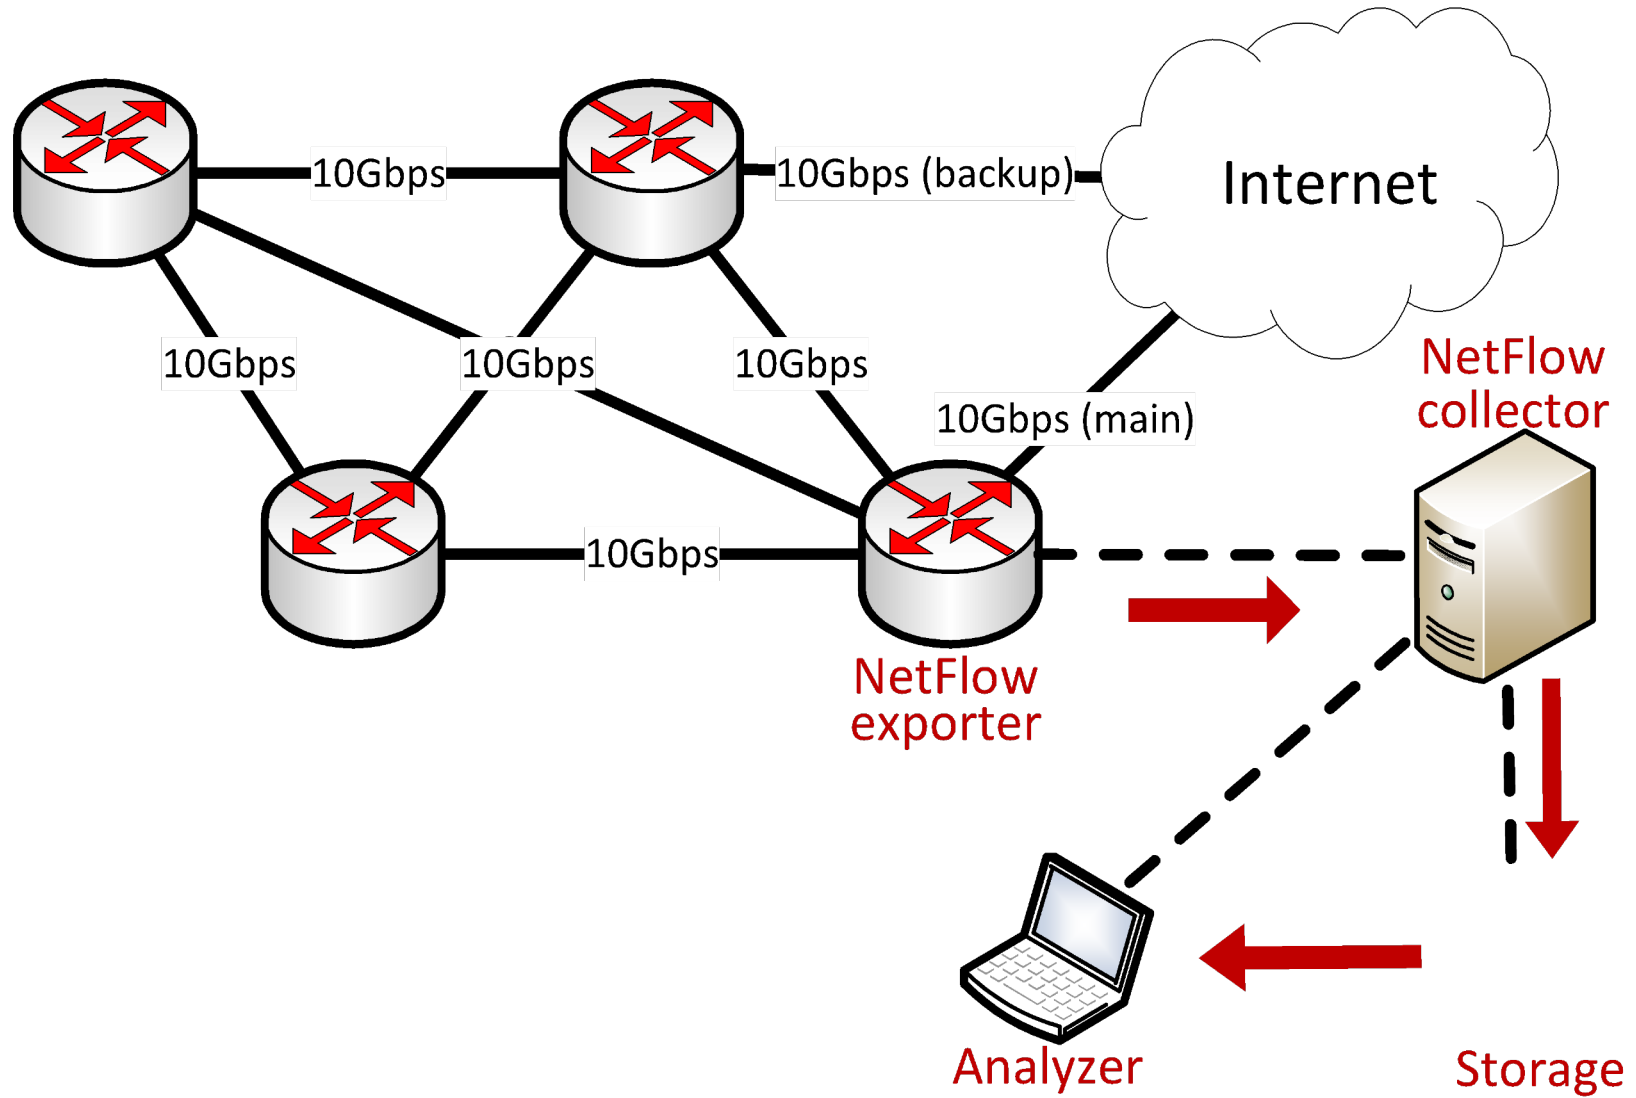 10Gbps
10Gbps (backup)
Internet
10Gbps
10Gbps
10Gbps
10Gbps (main)
NetFlow
collector
10Gbps
NetFlow
exporter
Analyzer
Storage